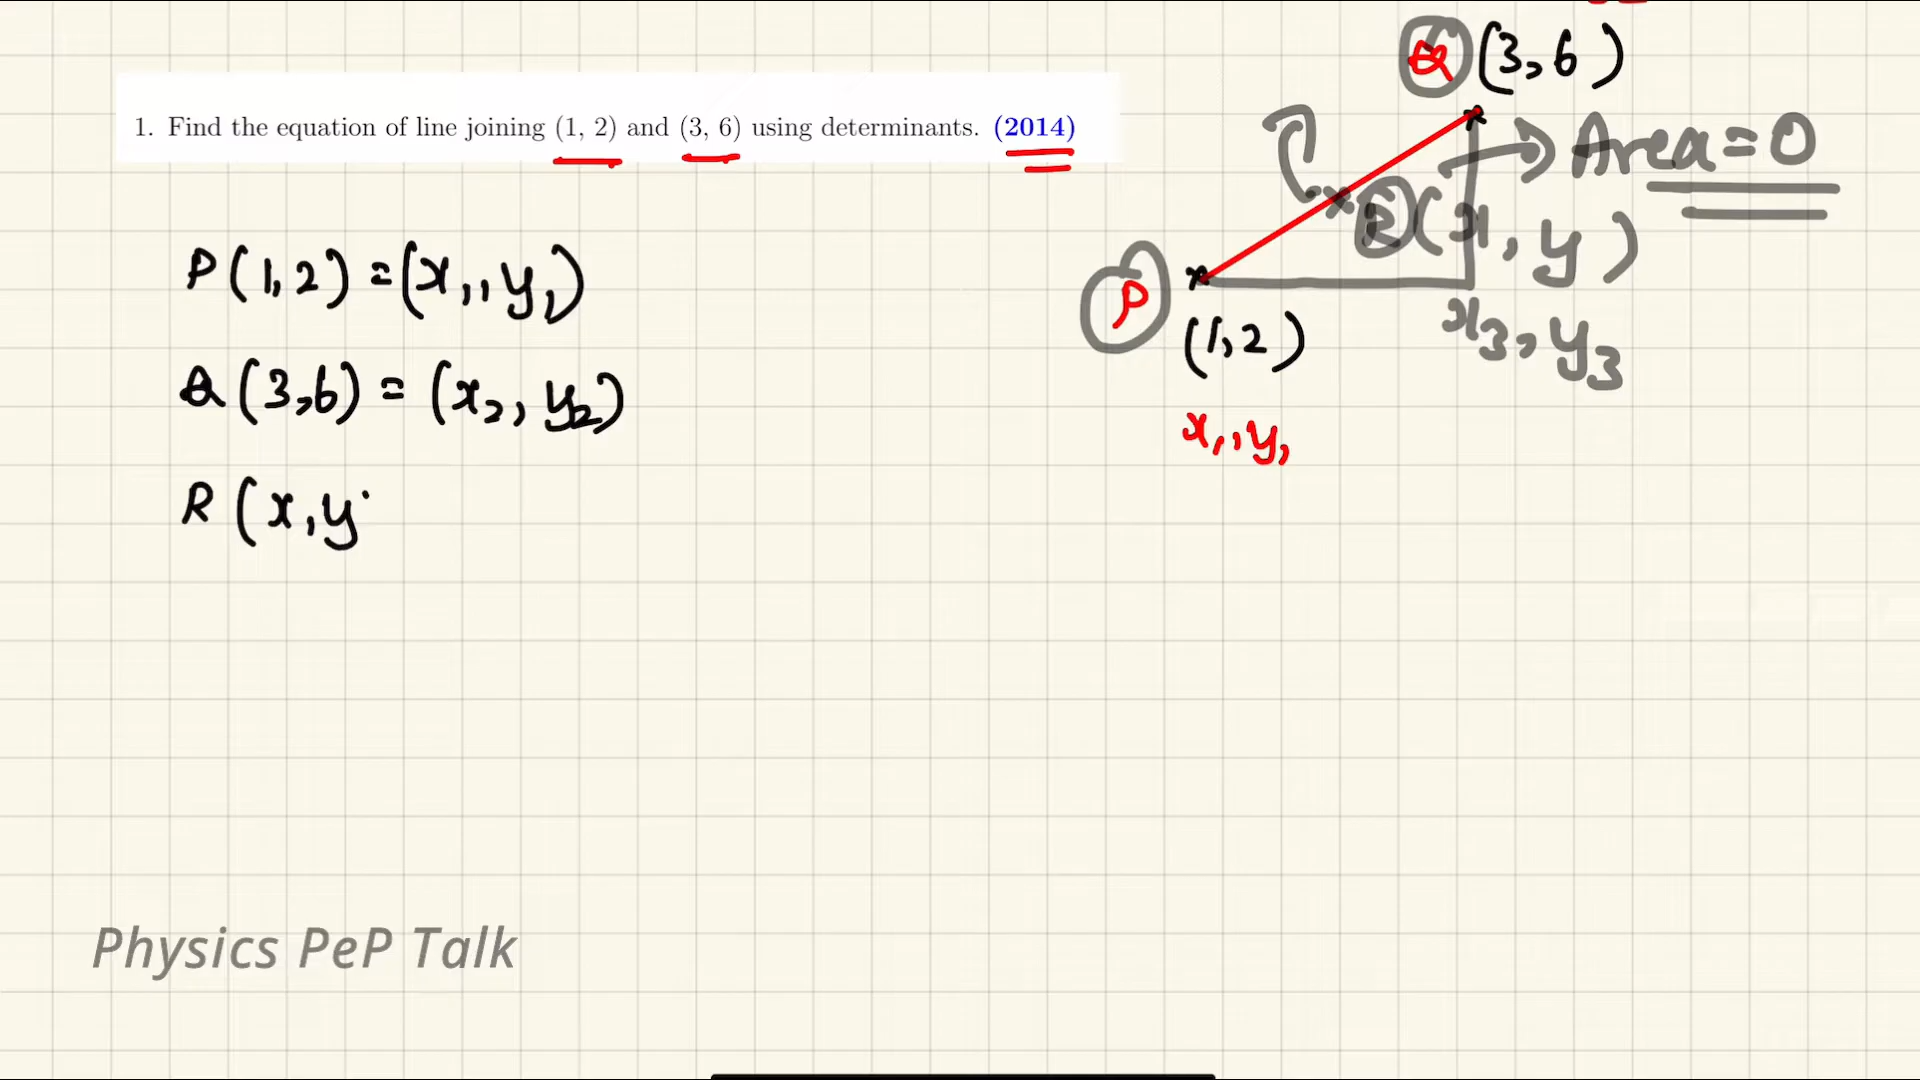 1. Find the equation of line joining (1, 2) and (3, 6) using determinants. (2014)
P(1,2) = (x₁, y₁)
Q(3,6) = (x₂, y₂)
R(x,y
Q (3,6)
Area=0
R(x,y)
P
(1,2)
x₃,y₃
x₁,y₁
Physics PeP Talk